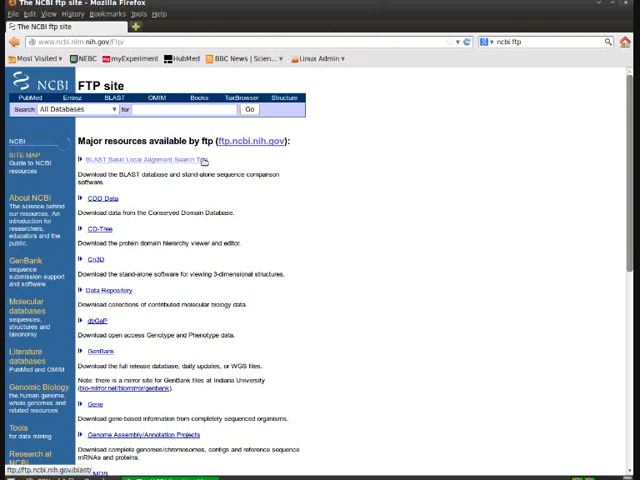 The NCBI ftp site - Mozilla Firefox
File Edit View History Bookmarks Tools Help
The NCBI ftp site
www.ncbi.nlm.nih.gov/Ftp/
ncbi ftp
Most Visited NEBC myExperiment HubMed BBC News | Scien... Linux Admin
NCBI
FTP site
PubMed Entrez BLAST OMIM Books TaxBrowser Structure
Search All Databases for Go
NCBI
SITE MAP
Guide to NCBI
resources
About NCBI
The science behind
our resources. An
introduction for
researchers,
educators and the
public.
GenBank
sequence
submission support
and software
Molecular
databases
sequences,
structures and
taxonomy
Literature
databases
PubMed and OMIM
Genomic Biology
the human genome,
whole genomes and
related resources
Tools
for data mining
Research at
Major resources available by ftp (ftp.ncbi.nih.gov):
BLAST Basic Local Alignment Search
Download the BLAST database and stand-alone sequence comparison
software.
CDD Data
Download data from the Conserved Domain Database.
CD-Tree
Download the protein domain hierarchy viewer and editor.
Cn3D
Download the stand-alone software for viewing 3-dimensional structures.
Data Repository
Download collections of contributed molecular biology data.
dbGaP
Download open access Genotype and Phenotype data.
GenBank
Download the full release database, daily updates, or WGS files.
Note: there is a mirror site for GenBank files at Indiana University
(bio-mirror.net/biomirror/genbank).
Gene
Download gene-based information from completely sequenced organisms.
Genome Assembly/Annotation Projects
Download complete genomes/chromosomes, contigs and reference sequence
mRNAs and proteins.
ftp://ftp.ncbi.nih.gov/blast/